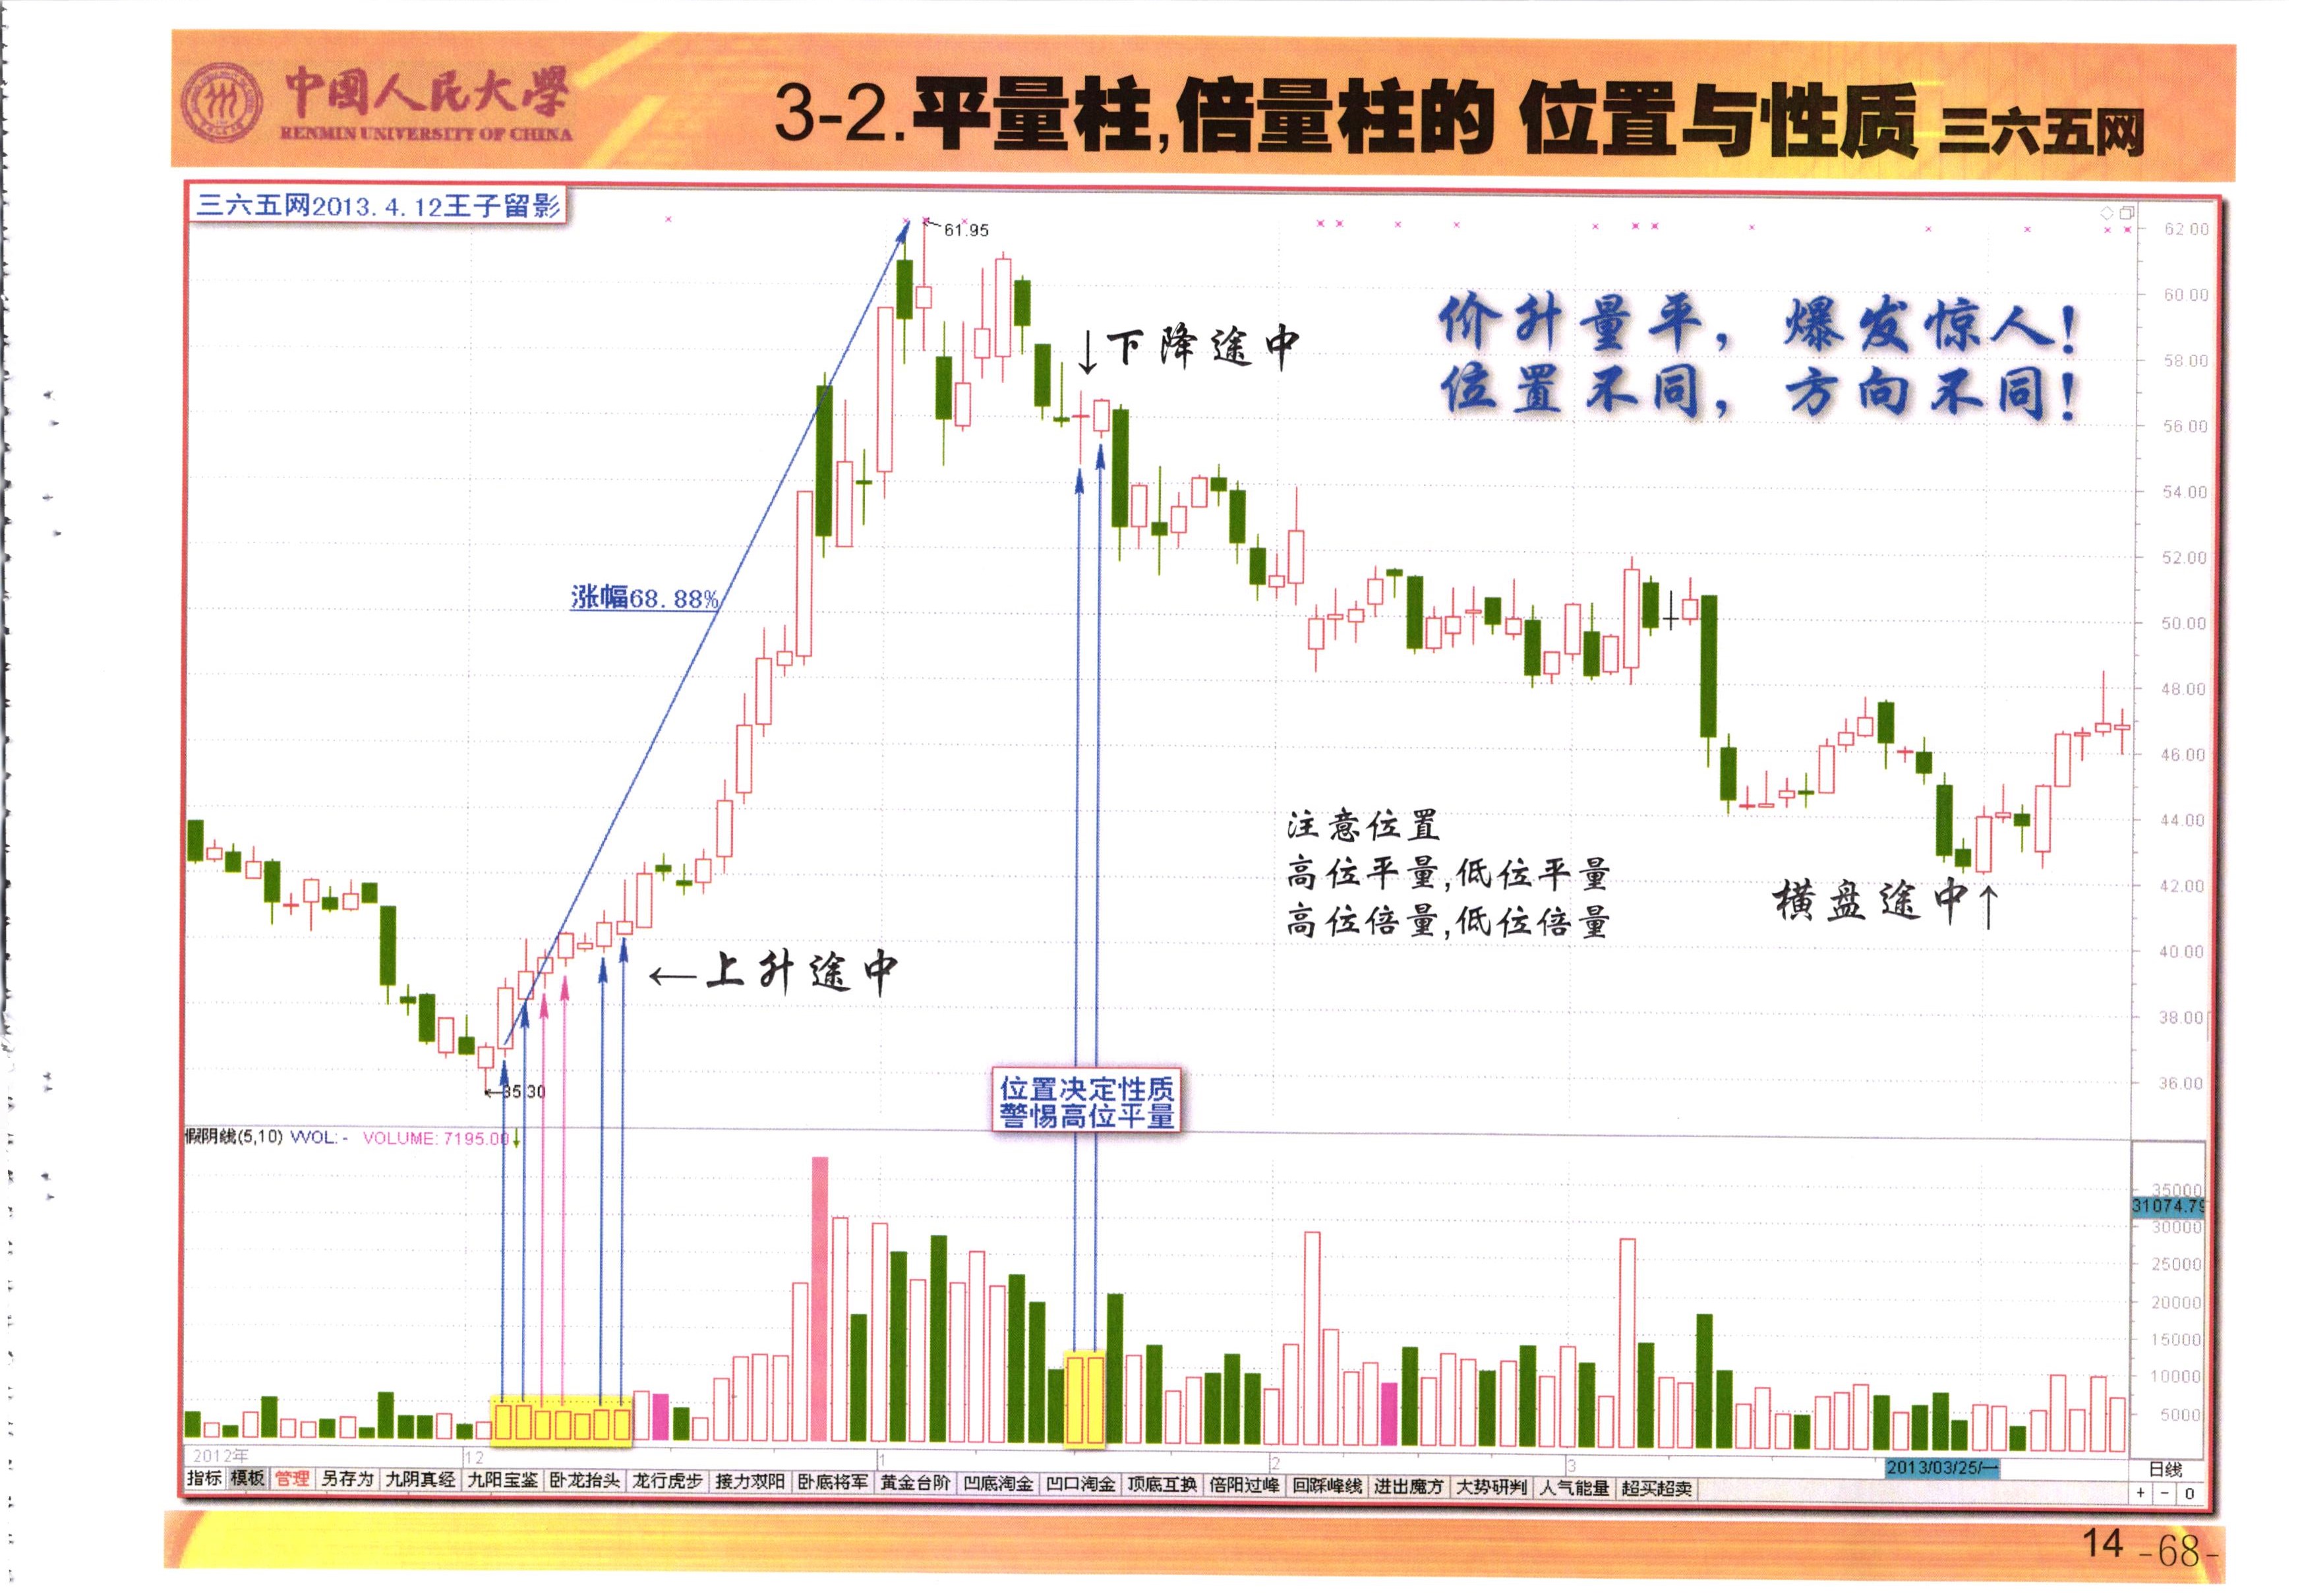 中国人民大學
RENMIN UNIVERSITY OF CHINA
3-2.平量柱,倍量柱的 位置与性质 三六五网
三六五网2013.4.12王子留影
61.95
62.00
60.00
58.00
56.00
54.00
52.00
50.00
48.00
46.00
44.00
42.00
40.00
38.00
36.00
价升量平，爆发惊人！
位置不同，方向不同！
↓下降途中
涨幅68.88%
注意位置
高位平量,低位平量
高位倍量,低位倍量
横盘途中↑
←上升途中
35.30
位置决定性质
警惕高位平量
假阴线(5,10) VVOL: - VOLUME: 7195.00↓
35000
31074.79
30000
25000
20000
15000
10000
5000
2012年 12 1 2 3 2013/03/25/一 日线
指标 模板 管理 另存为 九阴真经 九阳宝鉴 卧龙抬头 龙行虎步 接力双阳 卧底将军 黄金台阶 凹底淘金 凹口淘金 顶底互换 倍阳过峰 回踩峰线 进出魔方 大势研判 人气能量 超买超卖 + - 0
14 -68-